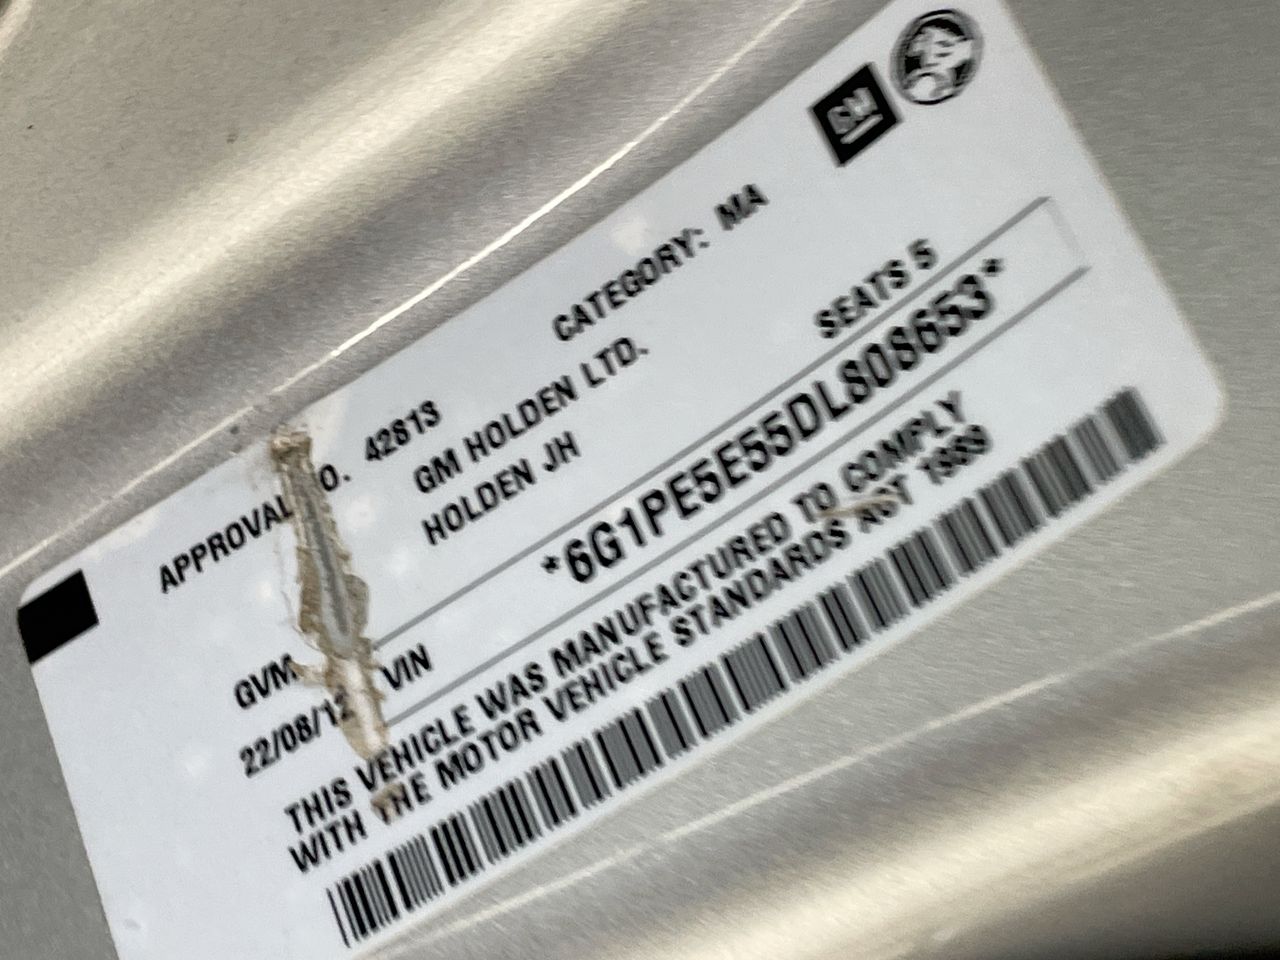 GM
APPROVAL NO. 42813 CATEGORY: MA
GM HOLDEN LTD.
HOLDEN JH SEATS 5
GVM
22/08/12 VIN *6G1PE5E55DL808653*
THIS VEHICLE WAS MANUFACTURED TO COMPLY
WITH THE MOTOR VEHICLE STANDARDS ACT 1989